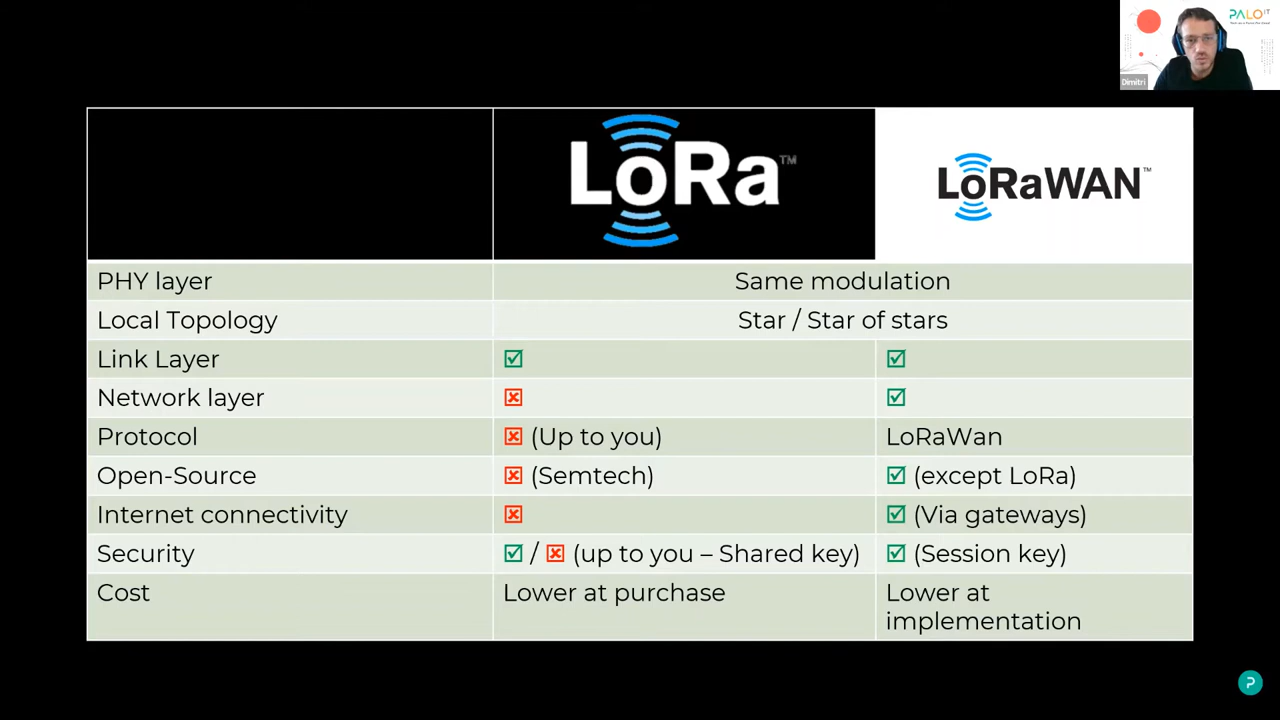 PALO IT
Dimitri
LoRa™
LoRaWAN™
PHY layer
Same modulation
Local Topology
Star / Star of stars
Link Layer
☑
☑
Network layer
☒
☑
Protocol
☒ (Up to you)
LoRaWan
Open-Source
☒ (Semtech)
☑ (except LoRa)
Internet connectivity
☒
☑ (Via gateways)
Security
☑ / ☒ (up to you – Shared key)
☑ (Session key)
Cost
Lower at purchase
Lower at
implementation
P